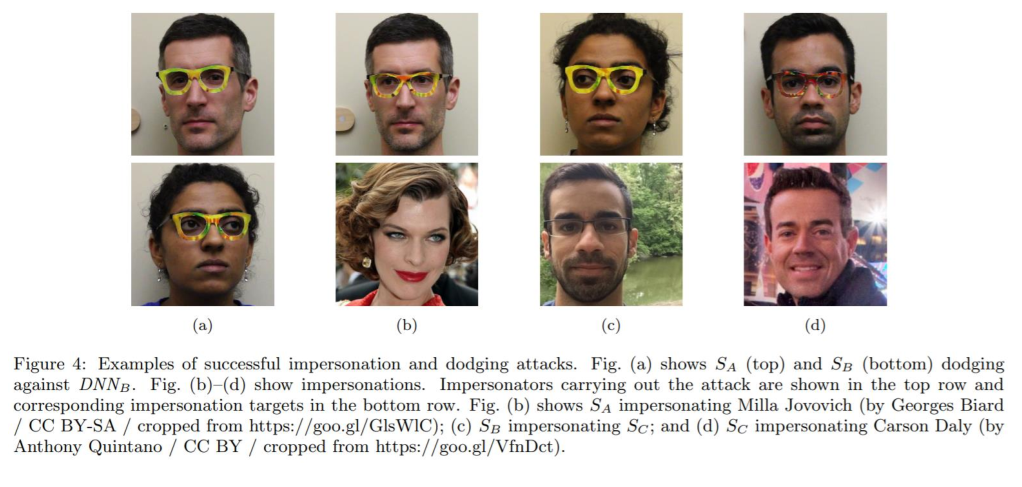 (a)
(b)
(c)
(d)
Figure 4: Examples of successful impersonation and dodging attacks. Fig. (a) shows S_A (top) and S_B (bottom) dodging
against DNN_B. Fig. (b)–(d) show impersonations. Impersonators carrying out the attack are shown in the top row and
corresponding impersonation targets in the bottom row. Fig. (b) shows S_A impersonating Milla Jovovich (by Georges Biard
/ CC BY-SA / cropped from https://goo.gl/GlsWlC); (c) S_B impersonating S_C; and (d) S_C impersonating Carson Daly (by
Anthony Quintano / CC BY / cropped from https://goo.gl/VfnDct).